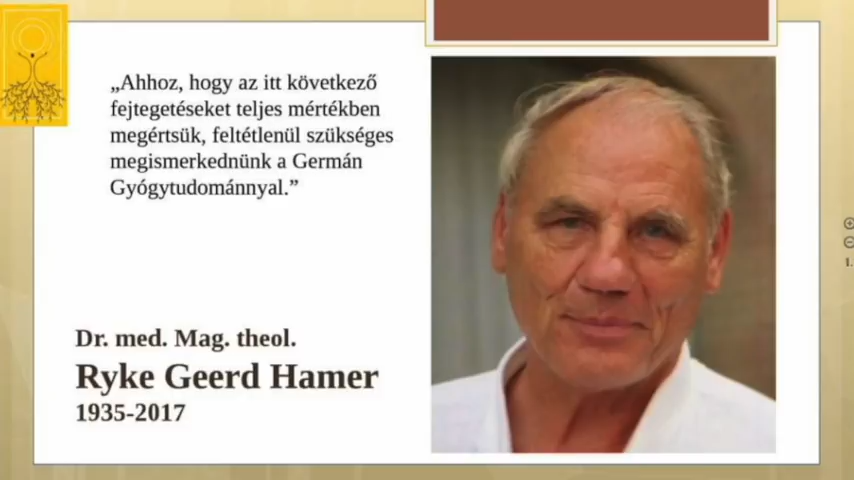 „Ahhoz, hogy az itt következő
fejtegetéseket teljes mértékben
megértsük, feltétlenül szükséges
megismerkednünk a Germán
Gyógytudománnyal.”
Dr. med. Mag. theol.
Ryke Geerd Hamer
1935-2017
1.